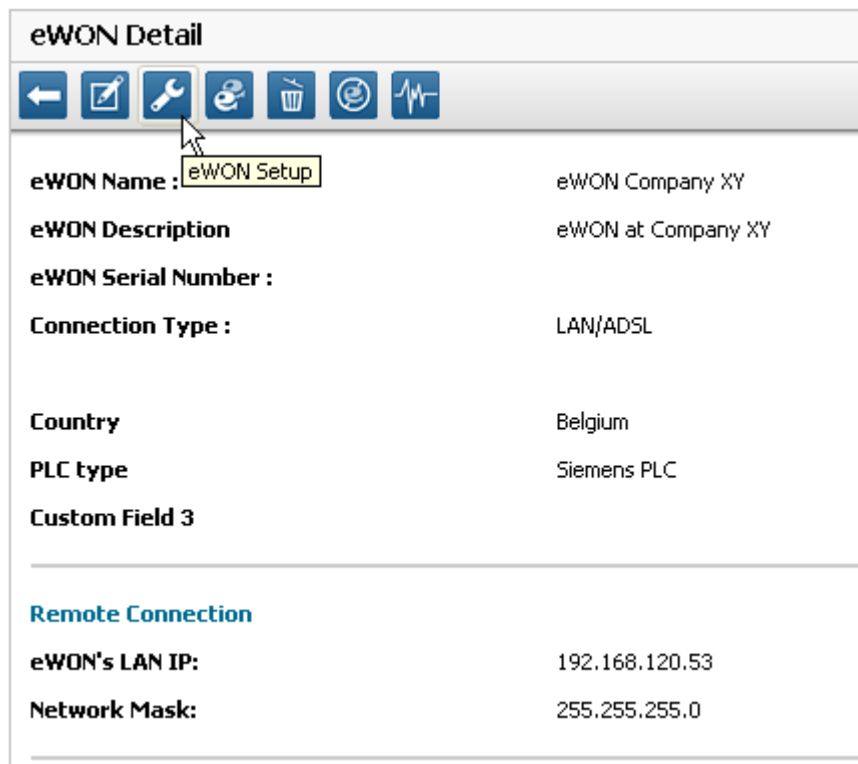 eWON Detail
eWON Setup
eWON Name : eWON Company XY
eWON Description eWON at Company XY
eWON Serial Number :
Connection Type : LAN/ADSL
Country Belgium
PLC type Siemens PLC
Custom Field 3
Remote Connection
eWON's LAN IP: 192.168.120.53
Network Mask: 255.255.255.0